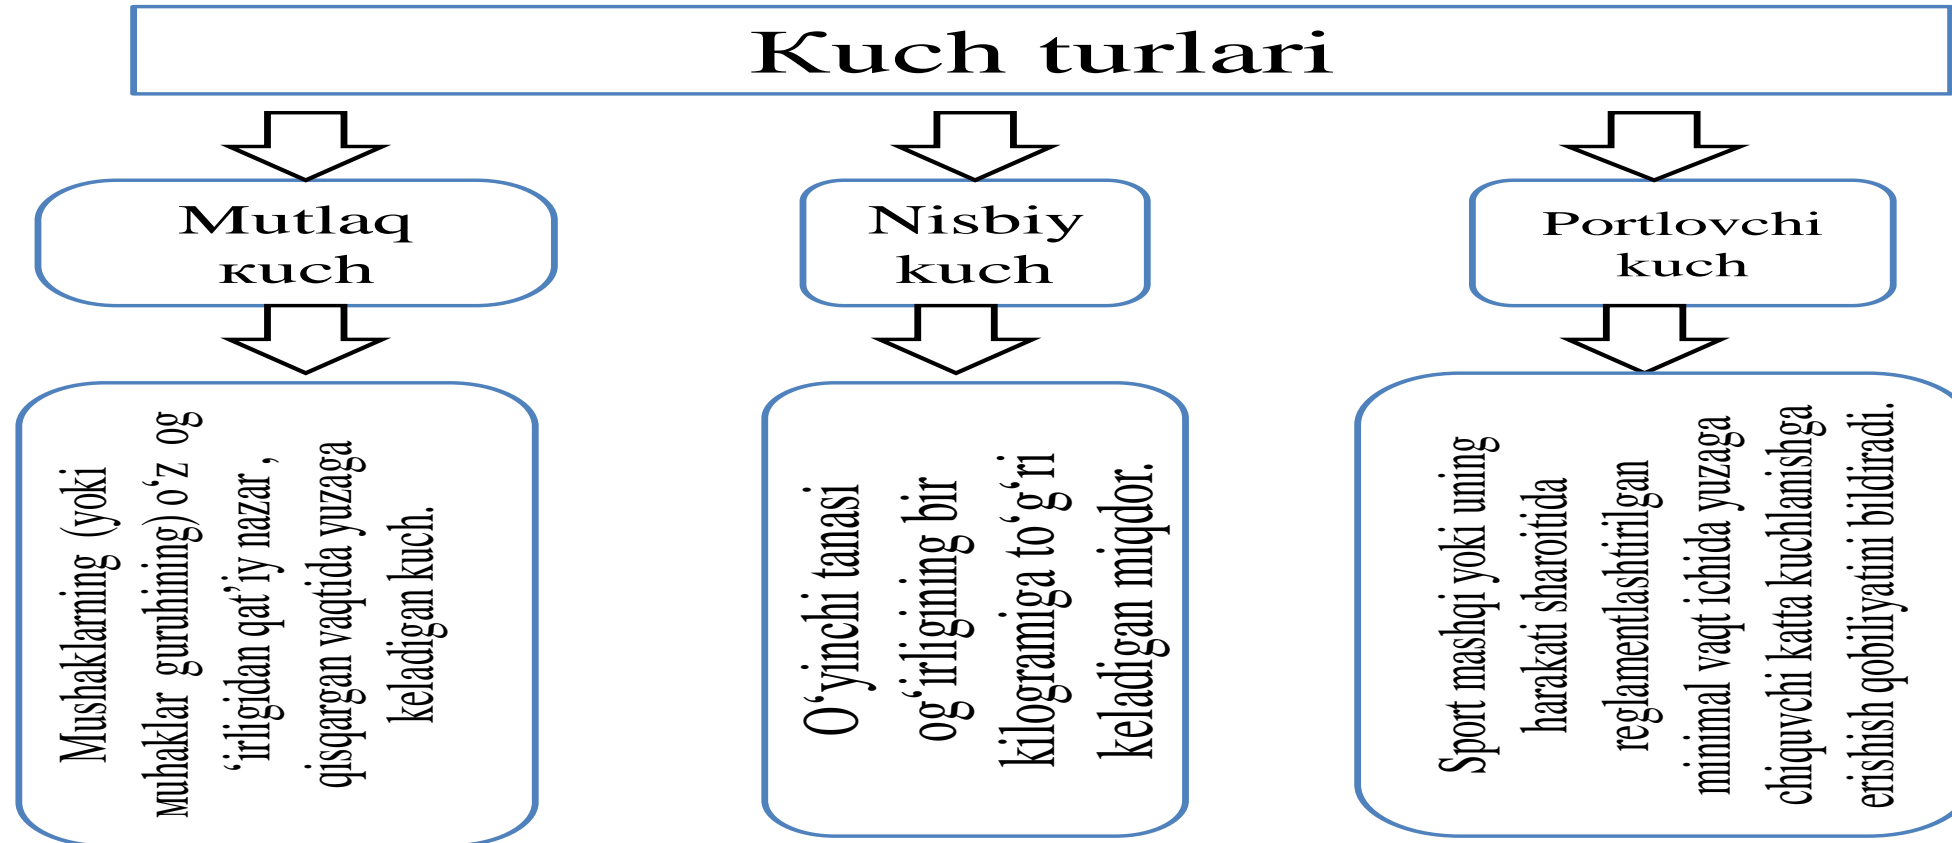 Kuch turlari
Mutlaq
кuch
Nisbiy
kuch
Portlovchi
kuch
Mushaklarning (yoki
мuhaklar guruhining) o‘z og
‘irligidan qat’iy nazar ,
qisqargan vaqtida yuzaga
keladigan kuch.
O‘yinchi tanasi
og‘irligining bir
kilogramiga to‘g‘ri
keladigan miqdor.
Sport mashqi yoki uning
harakati sharoitida
reglamentlashtirilgan
minimal vaqt ichida yuzaga
chiquvchi katta kuchlanishga
erishish qobiliyatini bildiradi.